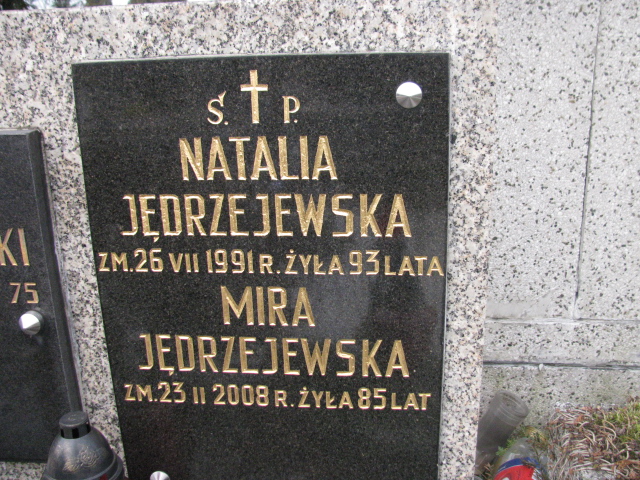 Ś. P.
NATALIA
JĘDRZEJEWSKA
ZM. 26 VII 1991 R. ŻYŁA 93 LATA
MIRA
JĘDRZEJEWSKA
ZM. 23 II 2008 R. ŻYŁA 85 LAT
KI
75